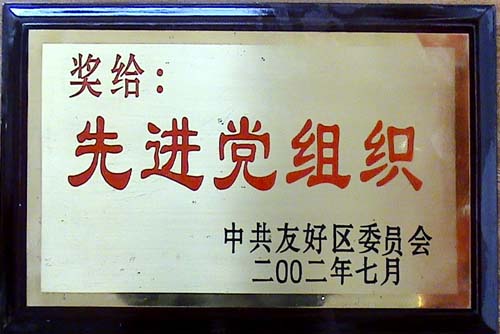 奖给：
先进党组织
中共友好区委员会
二00二年七月